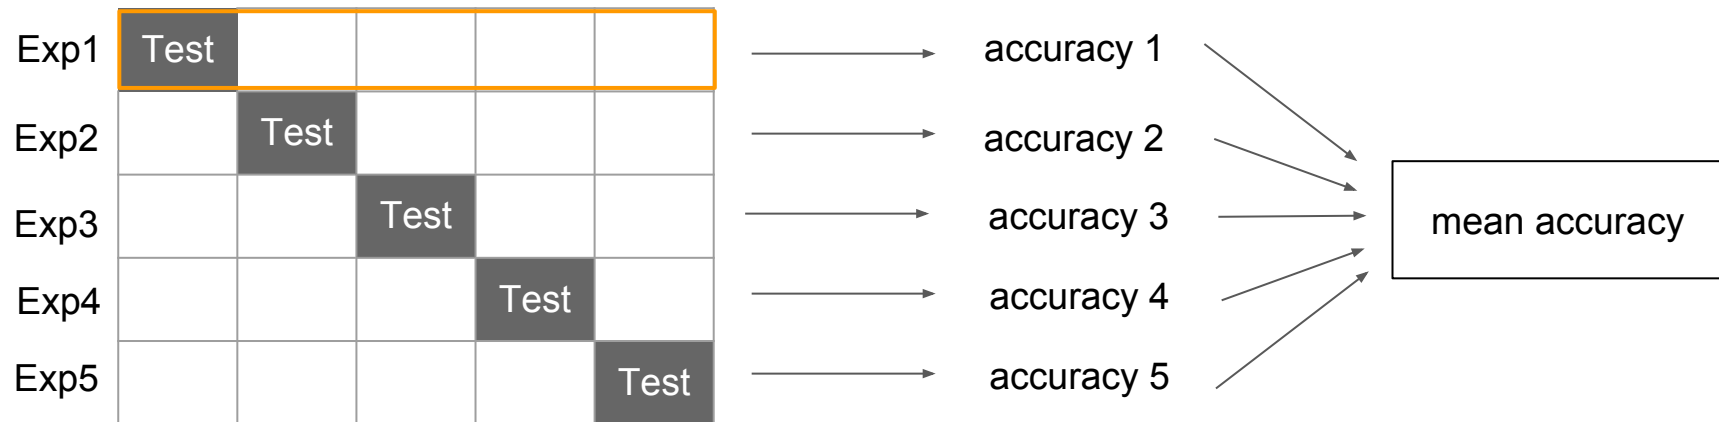 Exp1 Test accuracy 1
Exp2 Test accuracy 2
Exp3 Test accuracy 3
mean accuracy
Exp4 Test accuracy 4
Exp5 Test accuracy 5